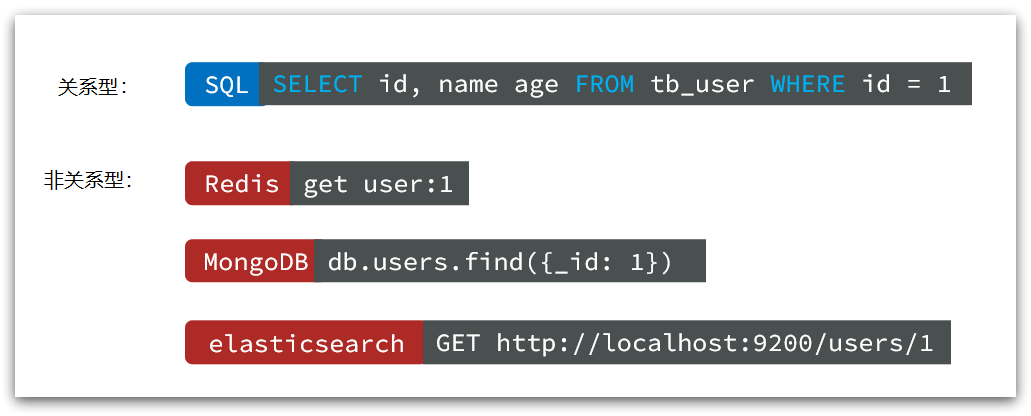 关系型： SQL SELECT id, name age FROM tb_user WHERE id = 1
非关系型： Redis get user:1
MongoDB db.users.find({_id: 1})
elasticsearch GET http://localhost:9200/users/1